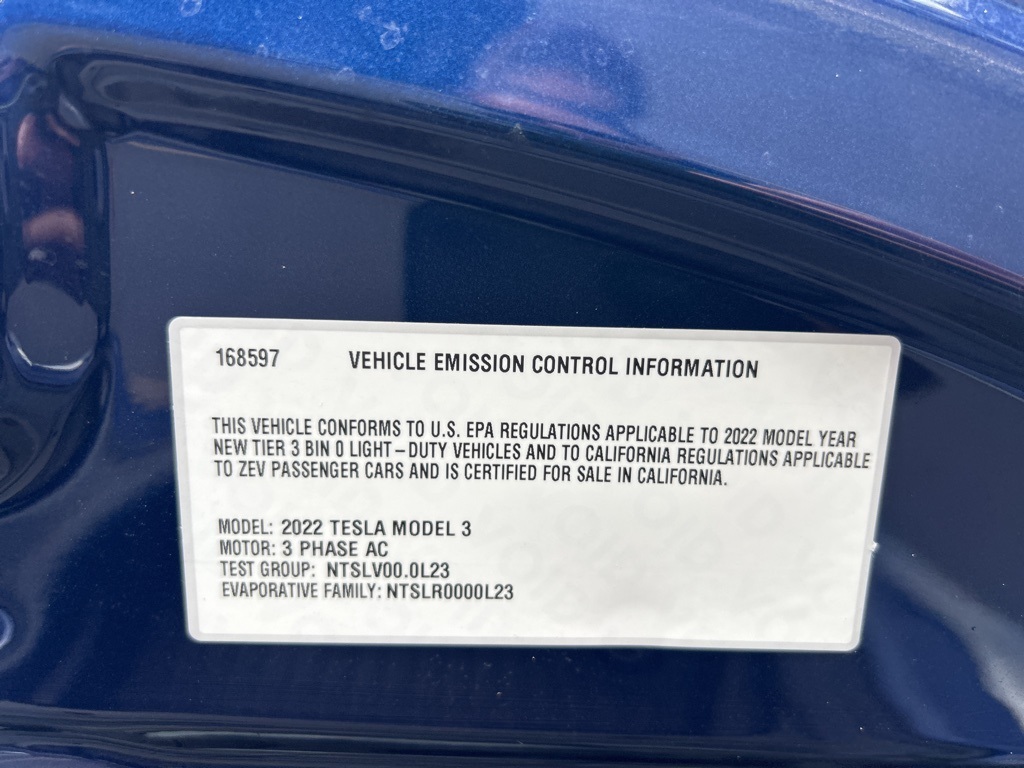 168597 VEHICLE EMISSION CONTROL INFORMATION
THIS VEHICLE CONFORMS TO U.S. EPA REGULATIONS APPLICABLE TO 2022 MODEL YEAR
NEW TIER 3 BIN 0 LIGHT-DUTY VEHICLES AND TO CALIFORNIA REGULATIONS APPLICABLE
TO ZEV PASSENGER CARS AND IS CERTIFIED FOR SALE IN CALIFORNIA.
MODEL: 2022 TESLA MODEL 3
MOTOR: 3 PHASE AC
TEST GROUP: NTSLV00.0L23
EVAPORATIVE FAMILY: NTSLR0000L23